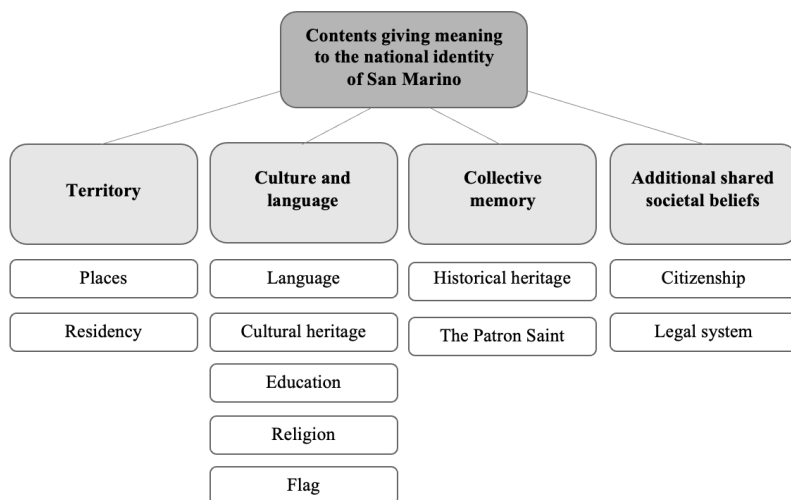 Contents giving meaning
to the national identity
of San Marino
Territory
Places
Residency
Culture and
language
Language
Cultural heritage
Education
Religion
Flag
Collective
memory
Historical heritage
The Patron Saint
Additional shared
societal beliefs
Citizenship
Legal system